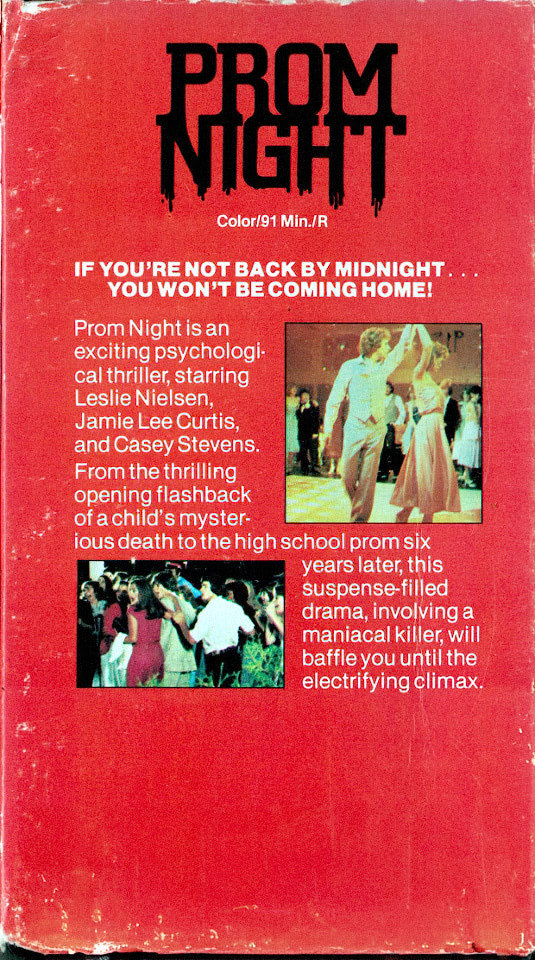 PROM
NIGHT
Color/91 Min./R
IF YOU'RE NOT BACK BY MIDNIGHT...
YOU WON'T BE COMING HOME!
Prom Night is an
exciting psychologi-
cal thriller, starring
Leslie Nielsen,
Jamie Lee Curtis,
and Casey Stevens.
From the thrilling
opening flashback
of a child's myster-
ious death to the high school prom six
years later, this
suspense-filled
drama, involving a
maniacal killer, will
baffle you until the
electrifying climax.